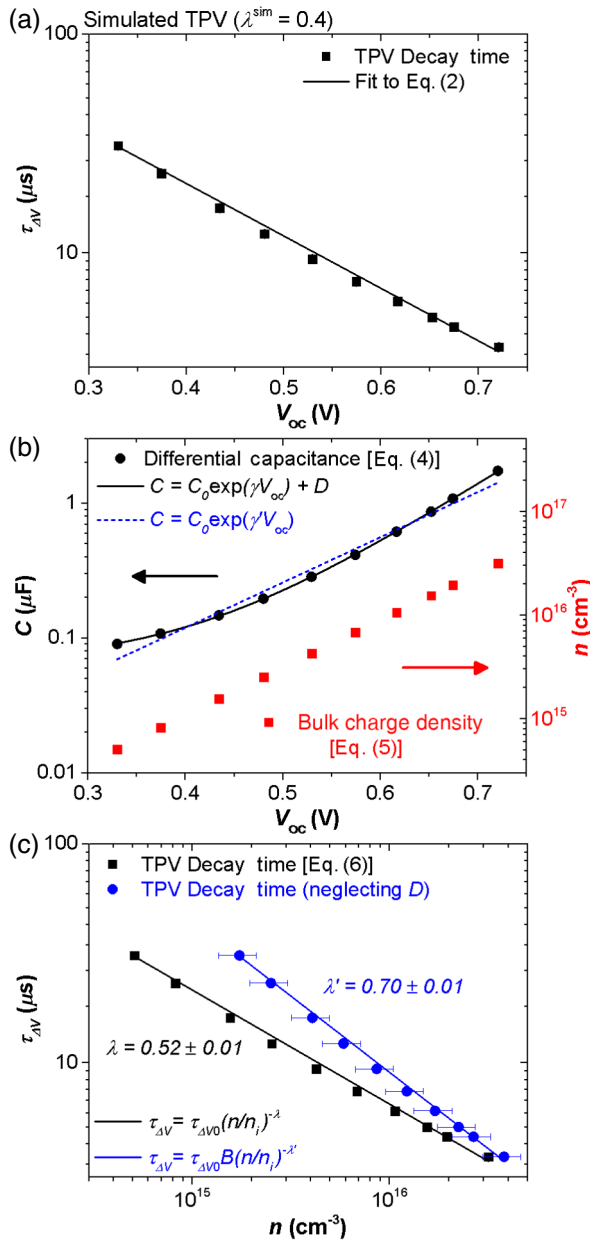 (a) Simulated TPV (λ^sim = 0.4)
100
TPV Decay time
Fit to Eq. (2)
τ_ΔV (μs)
10
0.3 0.4 0.5 0.6 0.7
V_oc (V)
(b)
Differential capacitance [Eq. (4)]
C = C_0exp(γV_oc) + D
C = C_0exp(γ'V_oc)
1
0.1
0.01
C (μF)
10^17
10^16
10^15
n (cm^-3)
Bulk charge density
[Eq. (5)]
0.3 0.4 0.5 0.6 0.7
V_oc (V)
(c)
100
TPV Decay time [Eq. (6)]
TPV Decay time (neglecting D)
τ_ΔV (μs)
λ' = 0.70 ± 0.01
10
λ = 0.52 ± 0.01
τ_ΔV = τ_ΔV0(n/n_i)^-λ
τ_ΔV = τ_ΔV0B(n/n_i)^-λ'
10^15 10^16
n (cm^-3)